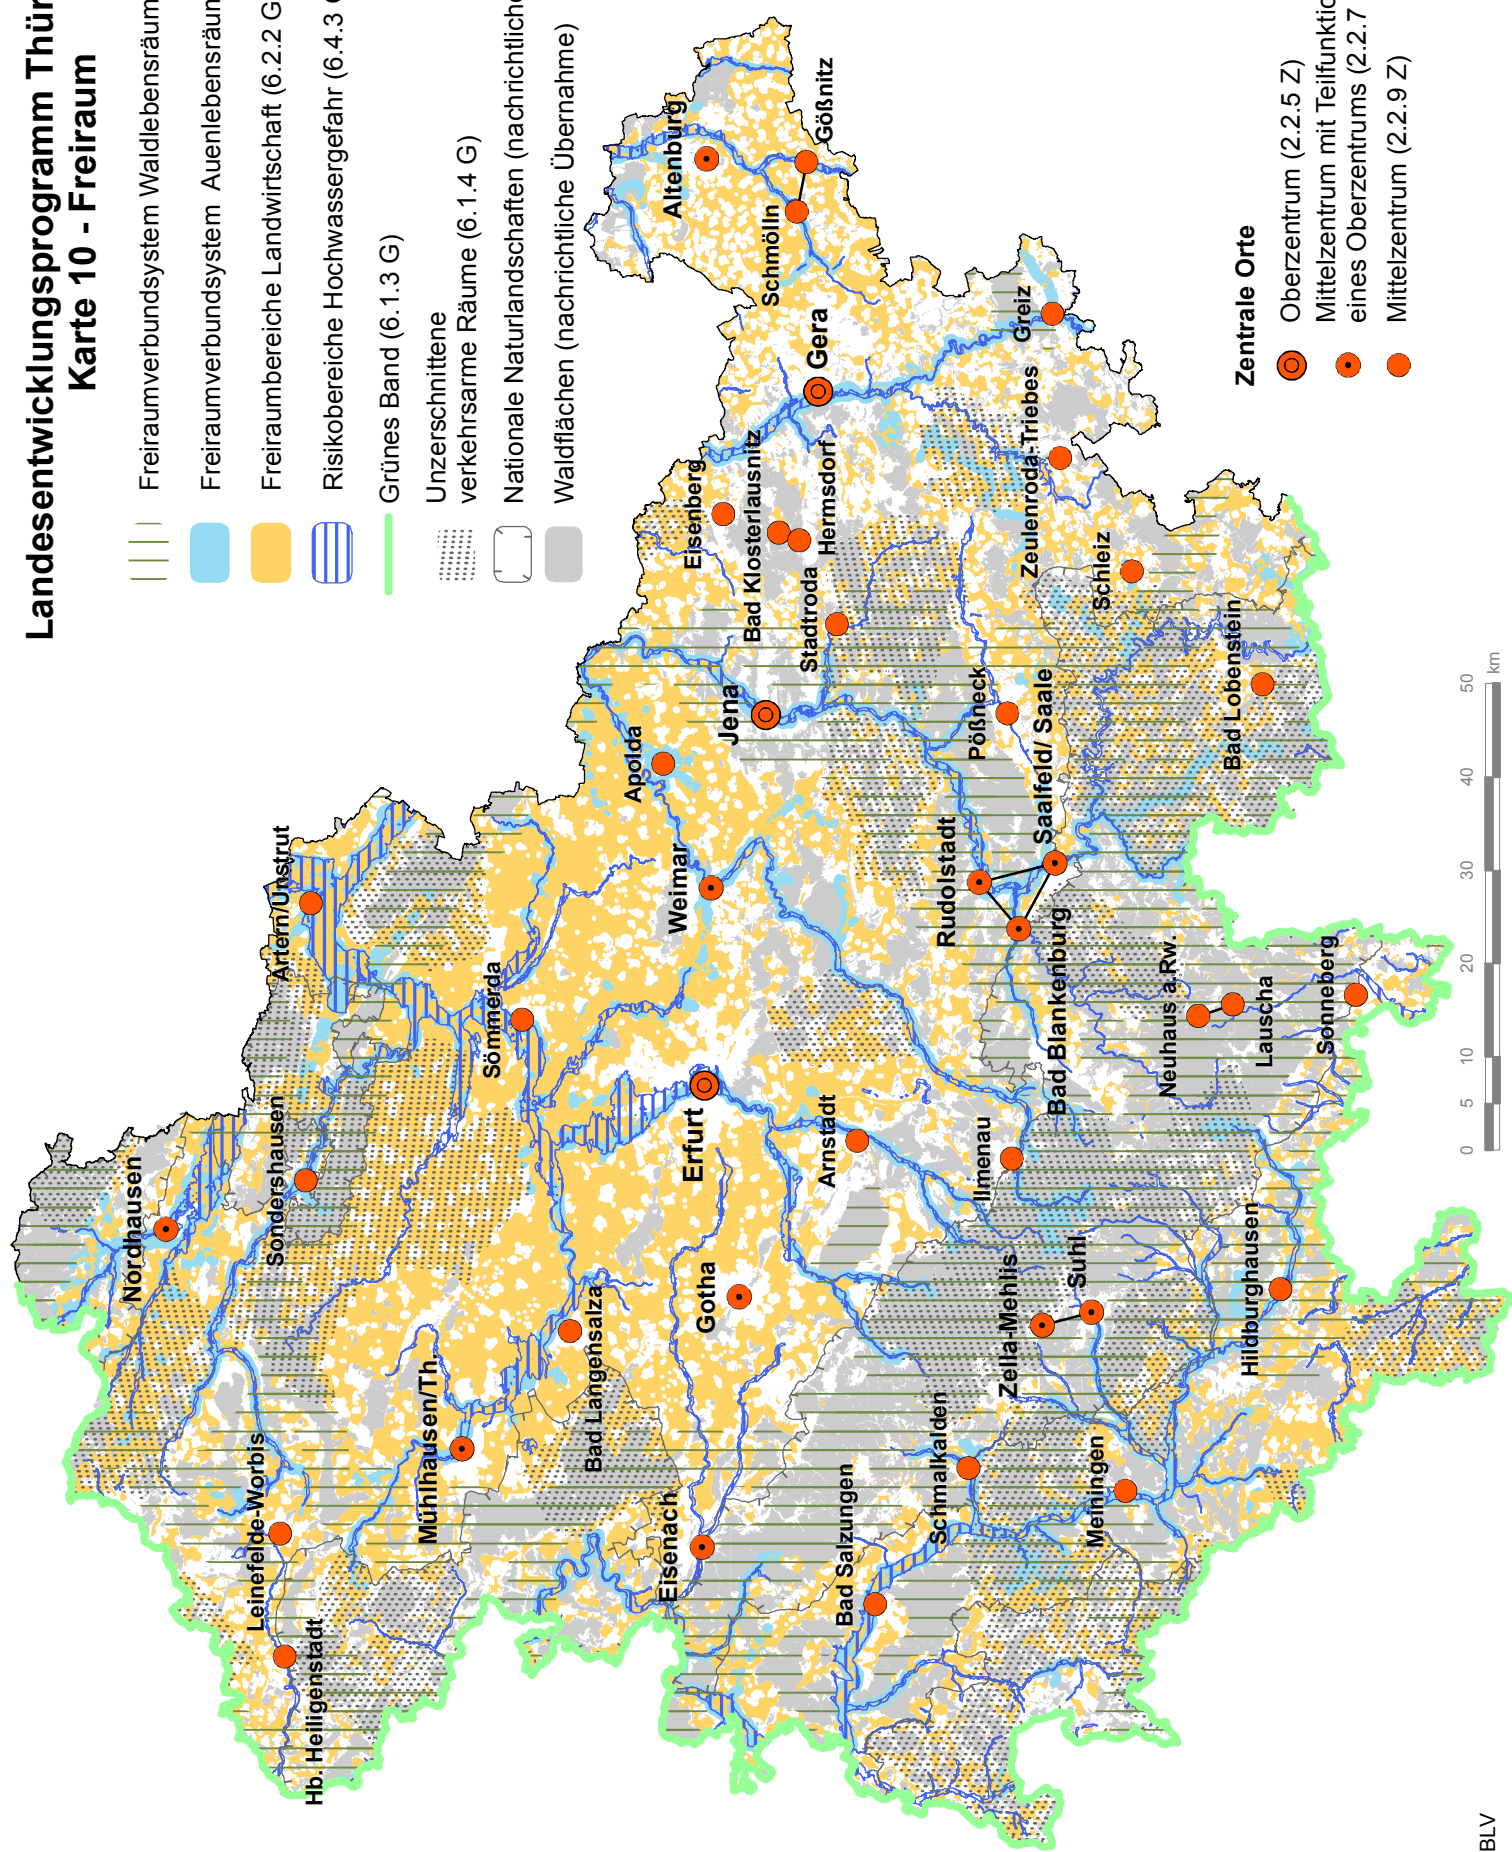 Landesentwicklungsprogramm Thür
Karte 10 - Freiraum
Freiraumverbundsystem Waldlebensräum
Freiraumverbundsystem Auenlebensräum
Freiraumbereiche Landwirtschaft (6.2.2 G
Risikobereiche Hochwassergefahr (6.4.3 G
Grünes Band (6.1.3 G)
Unzerschnittene
verkehrsarme Räume (6.1.4 G)
Nationale Naturlandschaften (nachrichtliche
Waldflächen (nachrichtliche Übernahme)
Altenburg
Gößnitz
Schmölln
Gera
Greiz
Eisenberg
Bad Klosterlausnitz
Hermsdorf
Zeulenroda-Triebes
Stadtroda
Schleiz
Jena
Pößneck
Bad Lobenstein
Apolda
Saalfeld/ Saale
Artern/Unstrut
Weimar
Rudolstadt
Bad Blankenburg
Neuhaus a.Rw.
Lauscha
Sonneberg
Sömmerda
Sondershausen
Nordhausen
Erfurt
Arnstadt
Ilmenau
Gotha
Zella-Mehlis
Suhl
Hildburghausen
Bad Langensalza
Mühlhausen/Th.
Leinefelde-Worbis
Hb. Heiligenstadt
Eisenach
Bad Salzungen
Schmalkalden
Meiningen
Zentrale Orte
Oberzentrum (2.2.5 Z)
Mittelzentrum mit Teilfunktio
eines Oberzentrums (2.2.7
Mittelzentrum (2.2.9 Z)
0 5 10 20 30 40 50
km
BLV